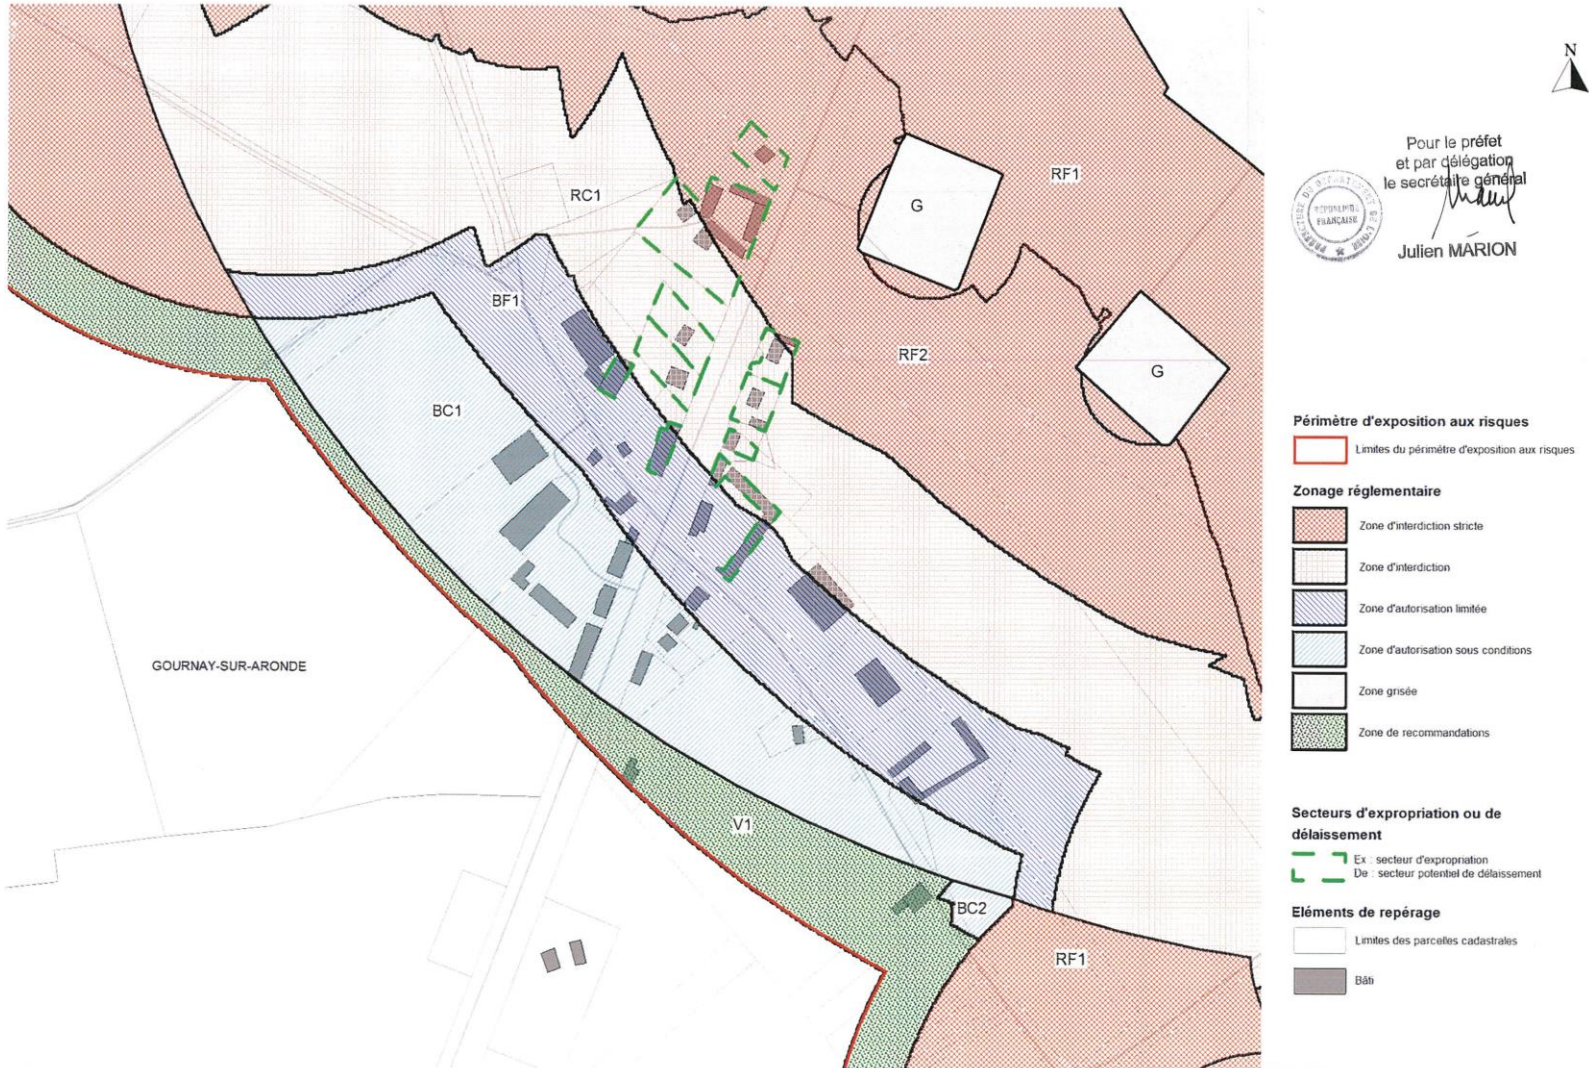 N
Pour le préfet
et par délégation
le secrétaire général
Julien MARION
RÉPUBLIQUE
FRANÇAISE
RC1
G
RF1
BF1
RF2
G
BC1
GOURNAY-SUR-ARONDE
V1
BC2
RF1
Périmètre d'exposition aux risques
Limites du périmètre d'exposition aux risques
Zonage réglementaire
Zone d'interdiction stricte
Zone d'interdiction
Zone d'autorisation limitée
Zone d'autorisation sous conditions
Zone grisée
Zone de recommandations
Secteurs d'expropriation ou de
délaissement
Ex : secteur d'expropriation
De : secteur potentiel de délaissement
Eléments de repérage
Limites des parcelles cadastrales
Bâti